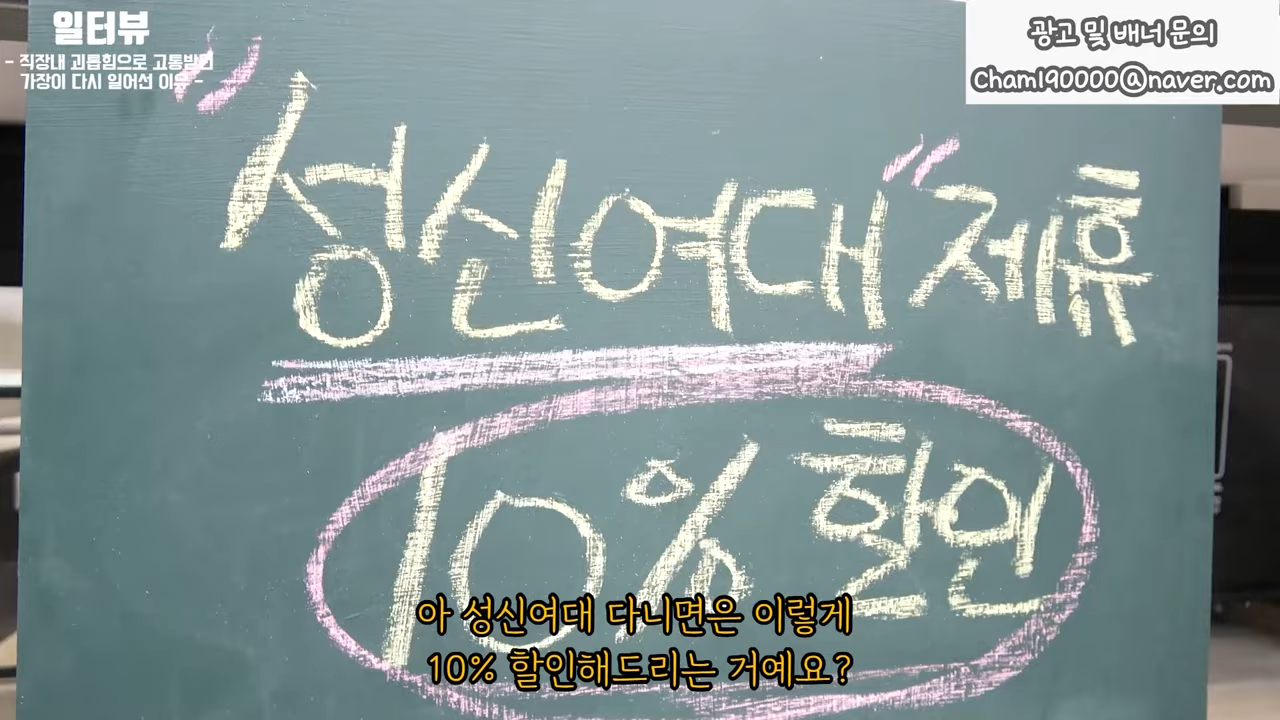 일터뷰
- 직장내 괴롭힘으로 고통받던
가장이 다시 일어선 이유 -
광고 및 배너 문의
Cham190000@naver.com
"성신여대" 제휴
10% 할인
아 성신여대 다니면은 이렇게
10% 할인해드리는 거예요?